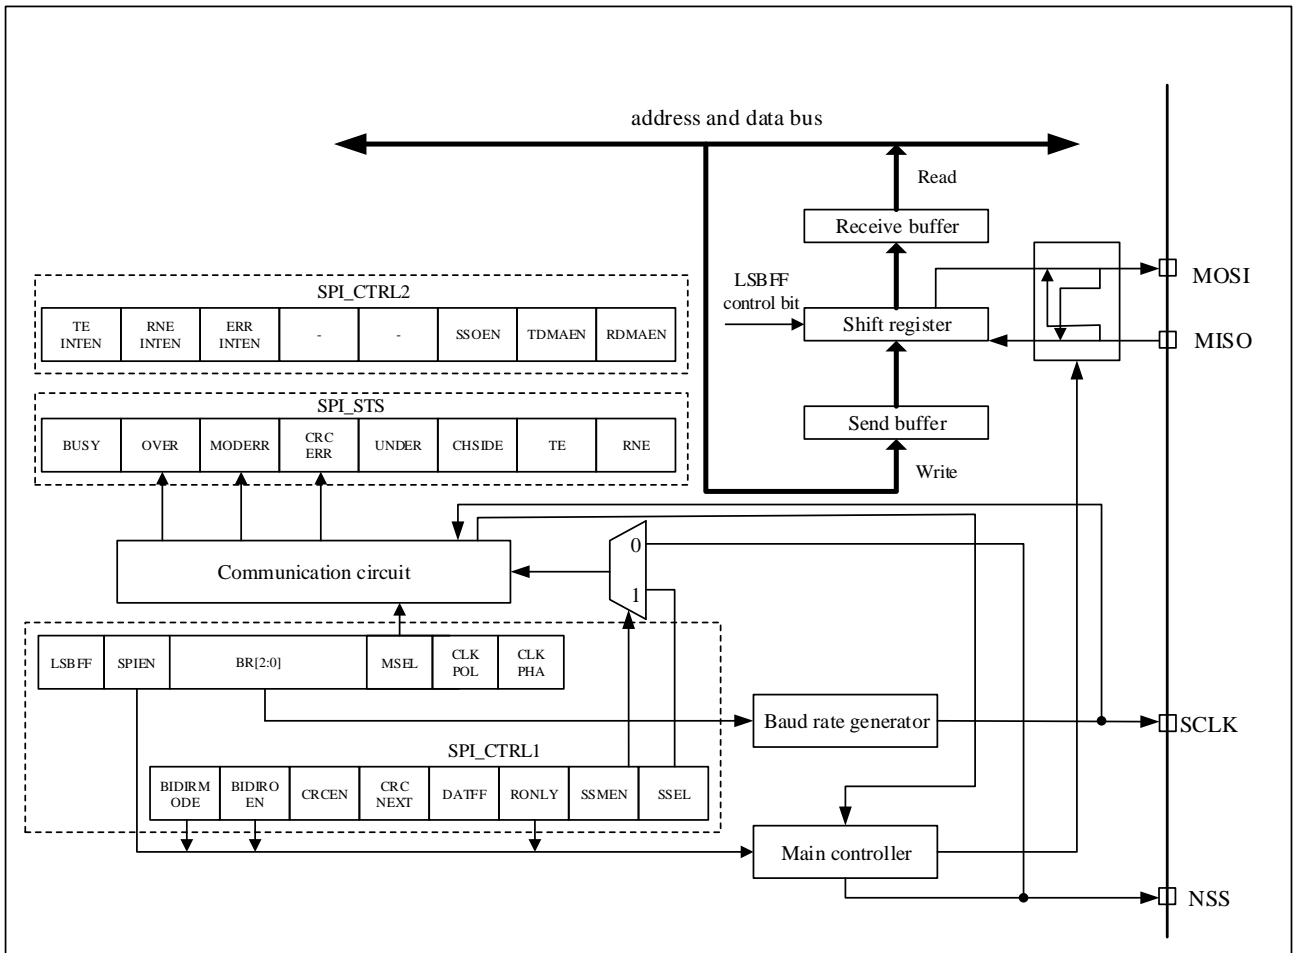 address and data bus
Read
Receive buffer
MOSI
LSBFF
control bit
SPI_CTRL2
TE
INTEN
RNE
INTEN
ERR
INTEN
-
-
SSOEN
TDMAEN
RDMAEN
Shift register
MISO
SPI_STS
BUSY
OVER
MODERR
CRC
ERR
UNDER
CHSIDE
TE
RNE
Send buffer
Write
0
Communication circuit
1
LSBFF
SPIEN
BR[2:0]
MSEL
CLK
POL
CLK
PHA
Baud rate generator
SCLK
SPI_CTRL1
BIDIRM
ODE
BIDIRO
EN
CRCEN
CRC
NEXT
DATFF
RONLY
SSMEN
SSEL
Main controller
NSS